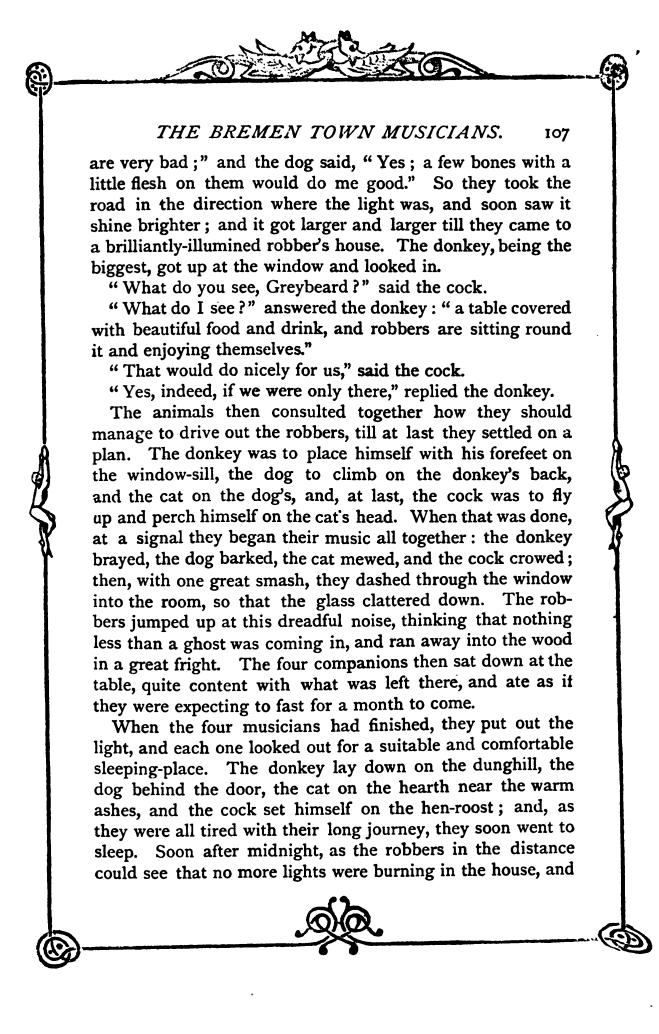 THE BREMEN TOWN MUSICIANS. 107
are very bad ;" and the dog said, " Yes ; a few bones with a
little flesh on them would do me good." So they took the
road in the direction where the light was, and soon saw it
shine brighter ; and it got larger and larger till they came to
a brilliantly-illumined robber's house. The donkey, being the
biggest, got up at the window and looked in.
" What do you see, Greybeard ?" said the cock.
" What do I see ?" answered the donkey : " a table covered
with beautiful food and drink, and robbers are sitting round
it and enjoying themselves."
" That would do nicely for us," said the cock.
" Yes, indeed, if we were only there," replied the donkey.
The animals then consulted together how they should
manage to drive out the robbers, till at last they settled on a
plan. The donkey was to place himself with his forefeet on
the window-sill, the dog to climb on the donkey's back,
and the cat on the dog's, and, at last, the cock was to fly
up and perch himself on the cat's head. When that was done,
at a signal they began their music all together : the donkey
brayed, the dog barked, the cat mewed, and the cock crowed ;
then, with one great smash, they dashed through the window
into the room, so that the glass clattered down. The rob-
bers jumped up at this dreadful noise, thinking that nothing
less than a ghost was coming in, and ran away into the wood
in a great fright. The four companions then sat down at the
table, quite content with what was left there, and ate as if
they were expecting to fast for a month to come.
When the four musicians had finished, they put out the
light, and each one looked out for a suitable and comfortable
sleeping-place. The donkey lay down on the dunghill, the
dog behind the door, the cat on the hearth near the warm
ashes, and the cock set himself on the hen-roost ; and, as
they were all tired with their long journey, they soon went to
sleep. Soon after midnight, as the robbers in the distance
could see that no more lights were burning in the house, and